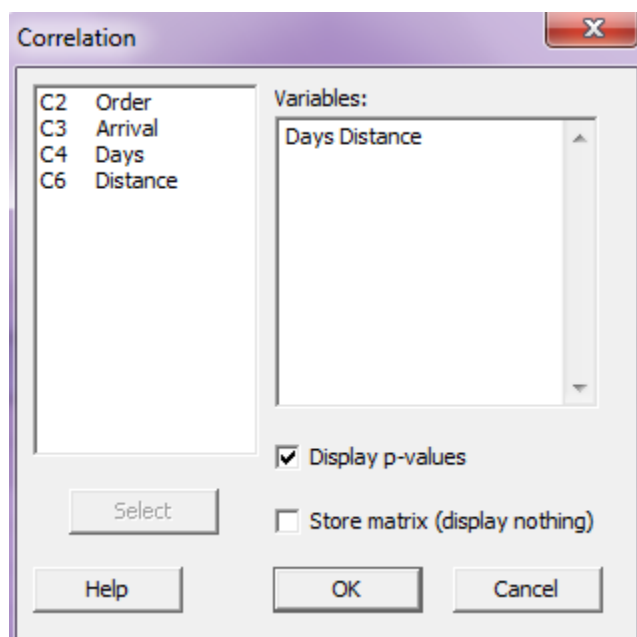 Correlation
C2 Order
C3 Arrival
C4 Days
C6 Distance
Variables:
Days Distance
Display p-values
Select
Store matrix (display nothing)
Help
OK
Cancel